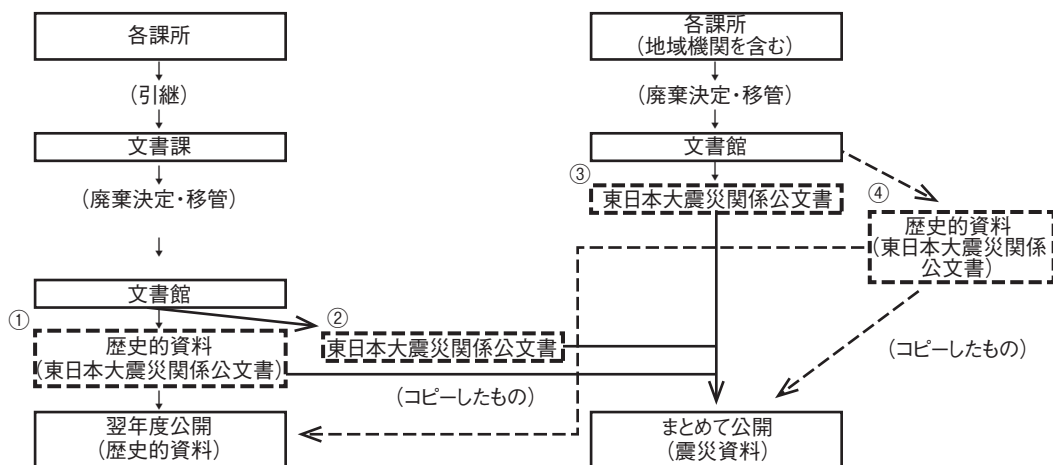 各課所
(引継)
文書課
(廃棄決定・移管)
文書館
①
歴史的資料
(東日本大震災関係公文書)
翌年度公開
(歴史的資料)
②
東日本大震災関係公文書
(コピーしたもの)
各課所
(地域機関を含む)
(廃棄決定・移管)
文書館
③
東日本大震災関係公文書
④
歴史的資料
(東日本大震災関係
公文書)
(コピーしたもの)
まとめて公開
(震災資料)